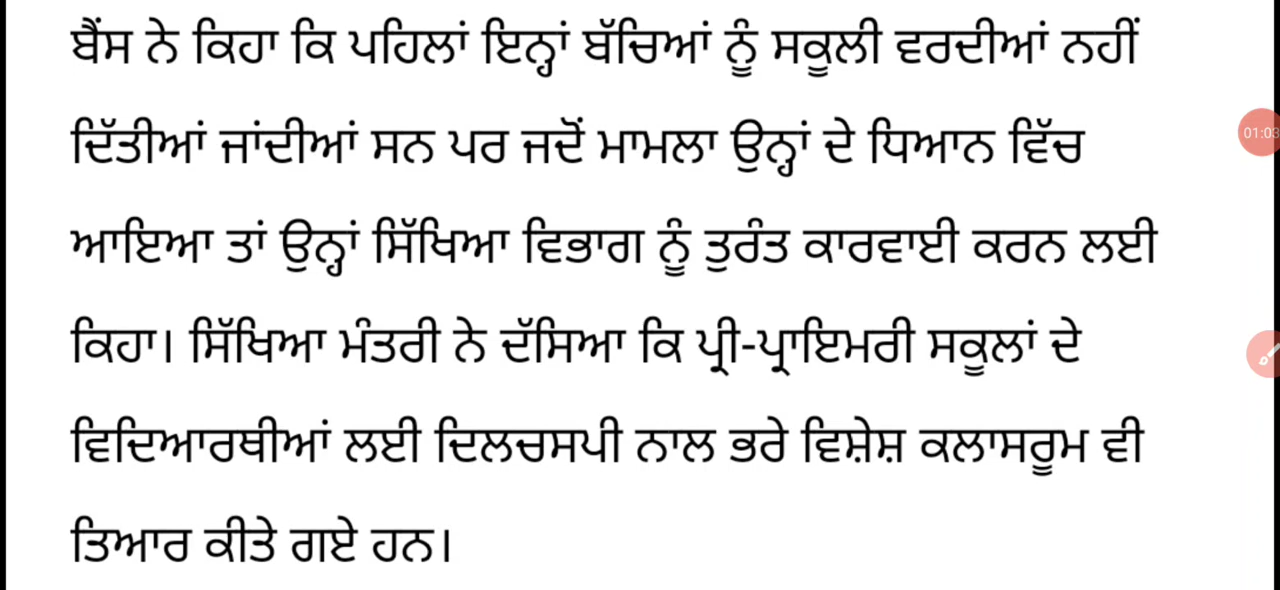 ਬੈਂਸ ਨੇ ਕਿਹਾ ਕਿ ਪਹਿਲਾਂ ਇਨ੍ਹਾਂ ਬੱਚਿਆਂ ਨੂੰ ਸਕੂਲੀ ਵਰਦੀਆਂ ਨਹੀਂ
ਦਿੱਤੀਆਂ ਜਾਂਦੀਆਂ ਸਨ ਪਰ ਜਦੋਂ ਮਾਮਲਾ ਉਨ੍ਹਾਂ ਦੇ ਧਿਆਨ ਵਿੱਚ
01:03
ਆਇਆ ਤਾਂ ਉਨ੍ਹਾਂ ਸਿੱਖਿਆ ਵਿਭਾਗ ਨੂੰ ਤੁਰੰਤ ਕਾਰਵਾਈ ਕਰਨ ਲਈ
ਕਿਹਾ। ਸਿੱਖਿਆ ਮੰਤਰੀ ਨੇ ਦੱਸਿਆ ਕਿ ਪ੍ਰੀ-ਪ੍ਰਾਇਮਰੀ ਸਕੂਲਾਂ ਦੇ
ਵਿਦਿਆਰਥੀਆਂ ਲਈ ਦਿਲਚਸਪੀ ਨਾਲ ਭਰੇ ਵਿਸ਼ੇਸ਼ ਕਲਾਸਰੂਮ ਵੀ
ਤਿਆਰ ਕੀਤੇ ਗਏ ਹਨ।